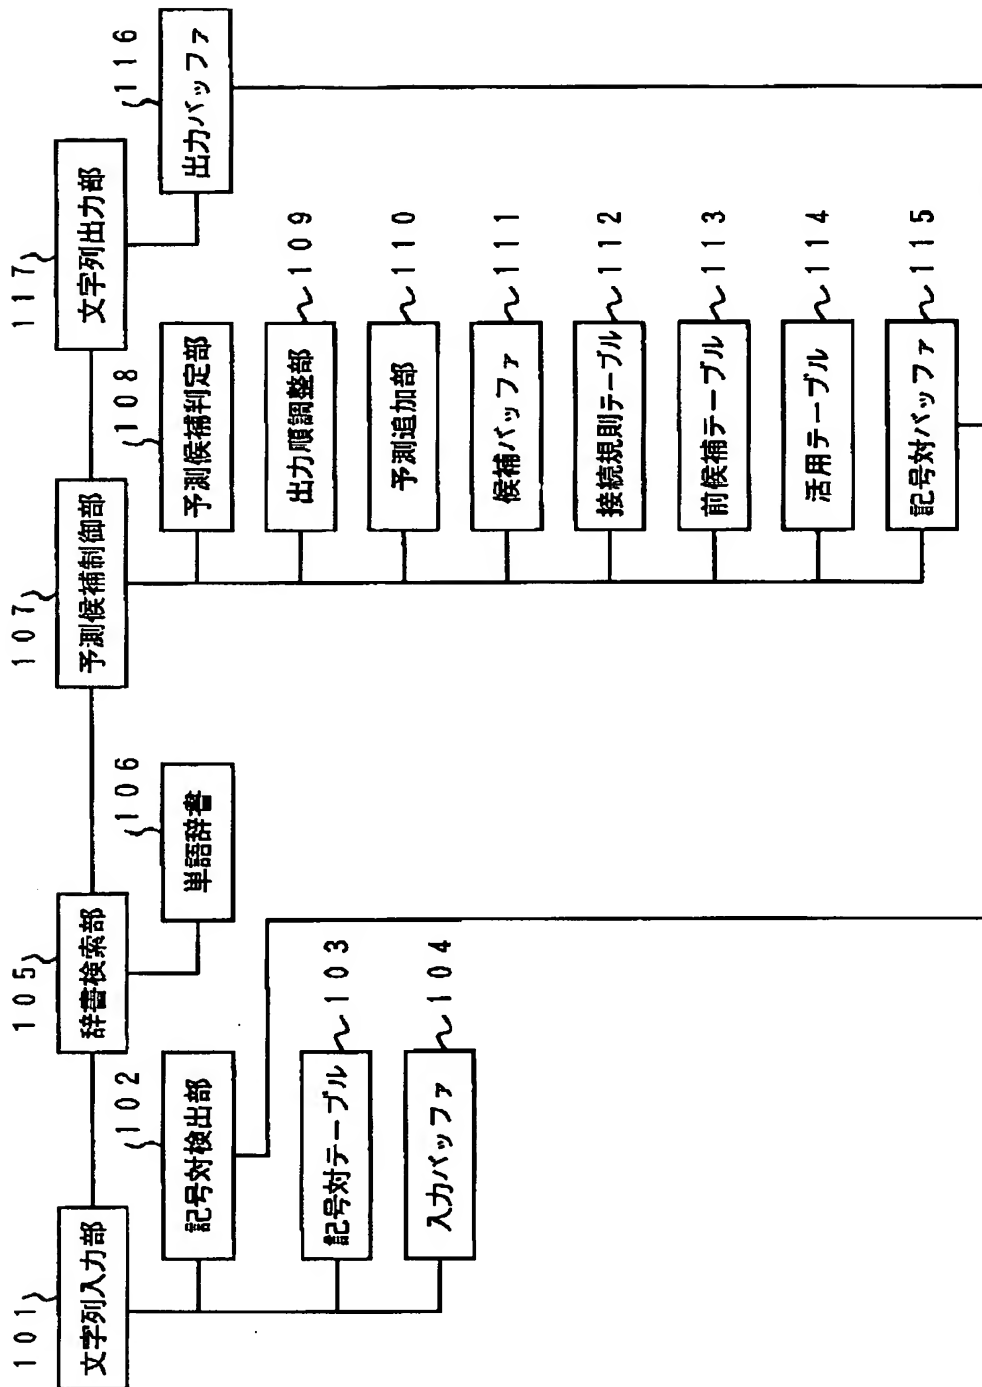 101
文字列入力部
102
記号対検出部
記号対テーブル
103
入力バッファ
104
105
辞書検索部
106
単語辞書
107
予測候補制御部
108
予測候補判定部
出力順調整部
109
予測追加部
110
候補バッファ
111
接続規則テーブル
112
前候補テーブル
113
活用テーブル
114
記号対バッファ
115
117
文字列出力部
116
出力バッファ